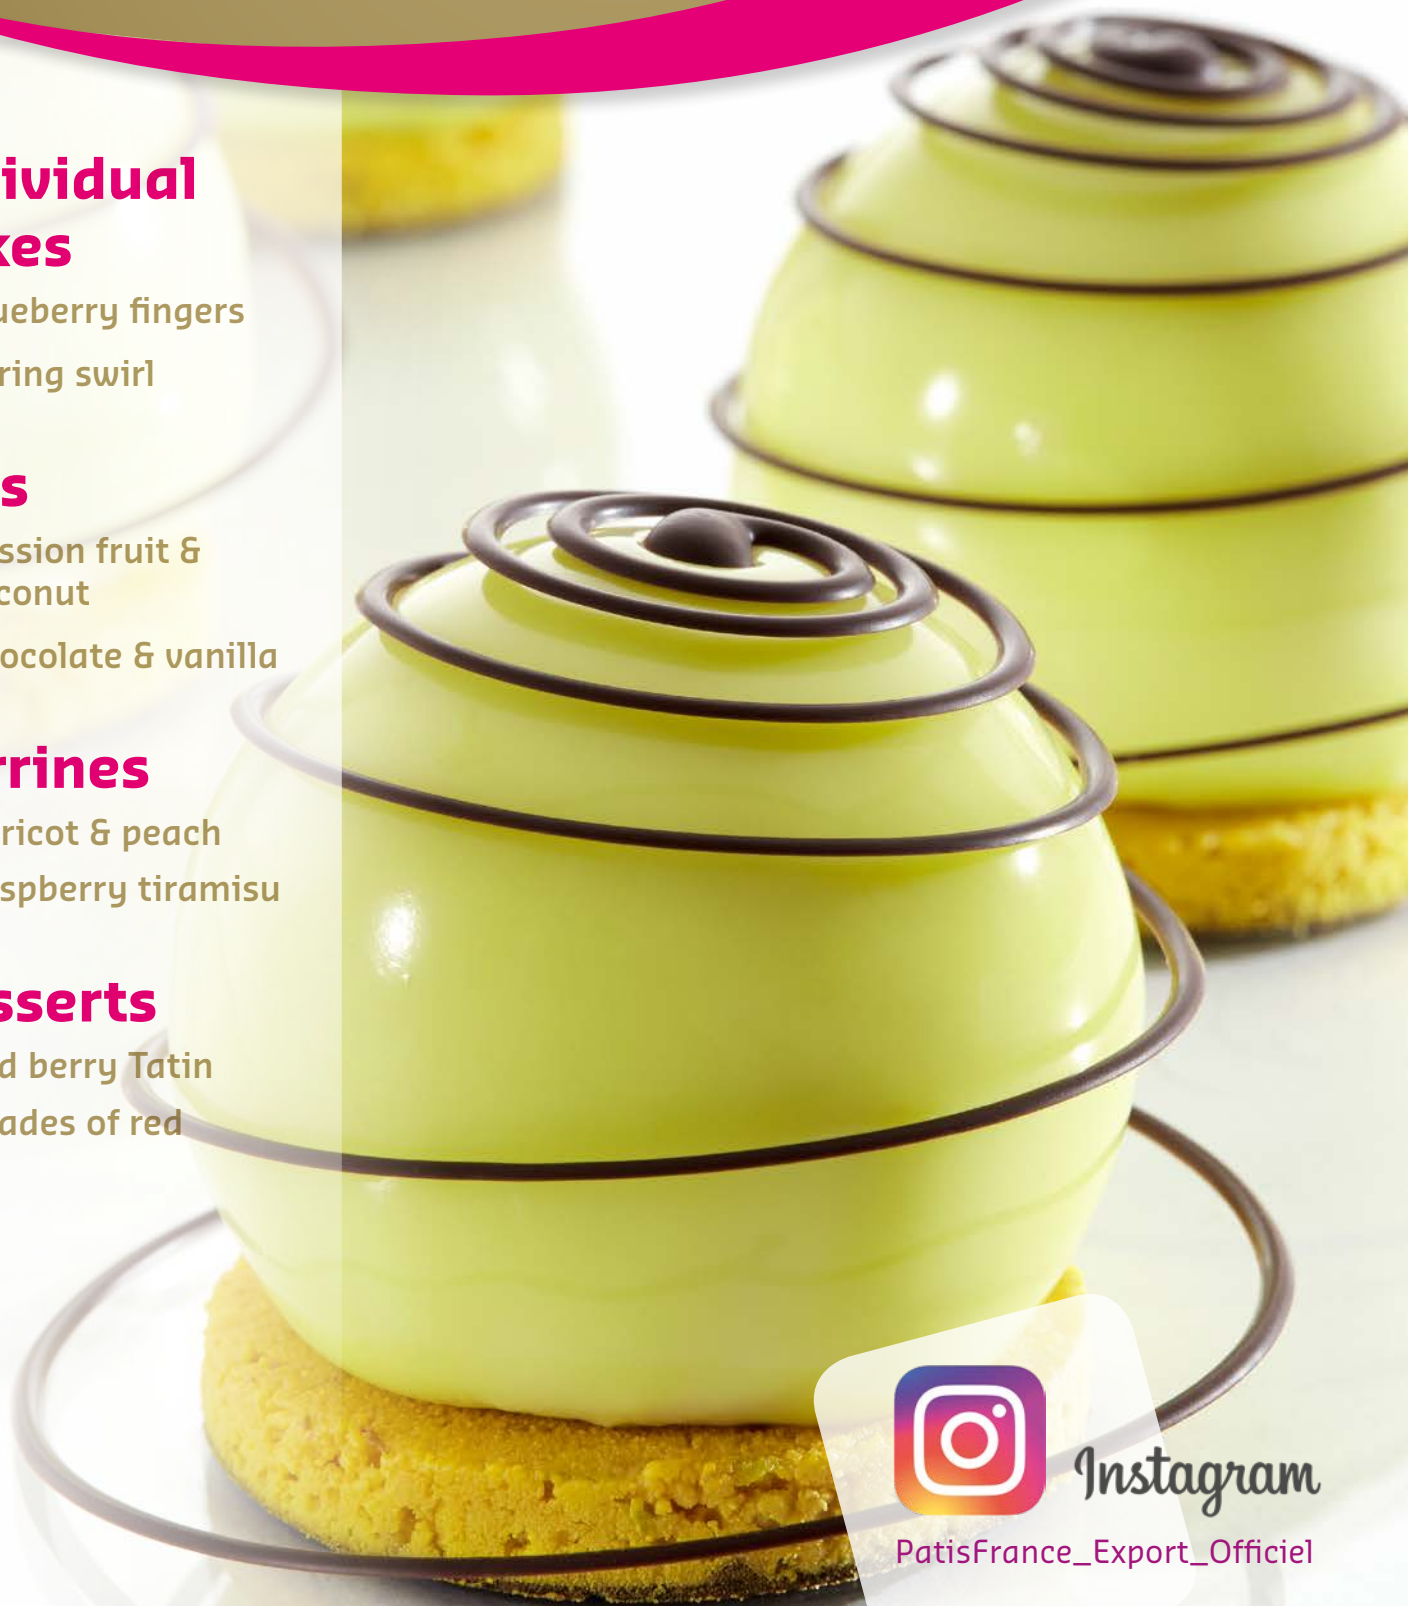 ividual
kes
ueberry fingers
ring swirl
s
ssion fruit &
conut
ocolate & vanilla
rrines
ricot & peach
spberry tiramisu
sserts
d berry Tatin
ades of red
Instagram
PatisFrance_Export_Officiel